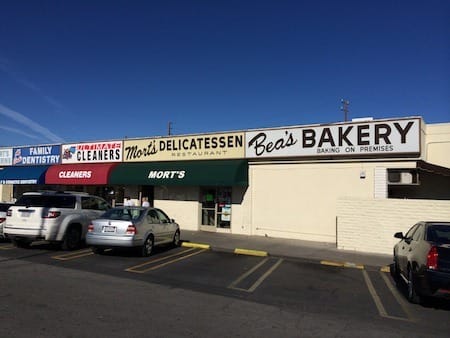 FAMILY
DENTISTRY
ULTIMATE
CLEANERS
Mort's DELICATESSEN
RESTAURANT
Bea's BAKERY
BAKING ON PREMISES
CLEANERS
MORT'S